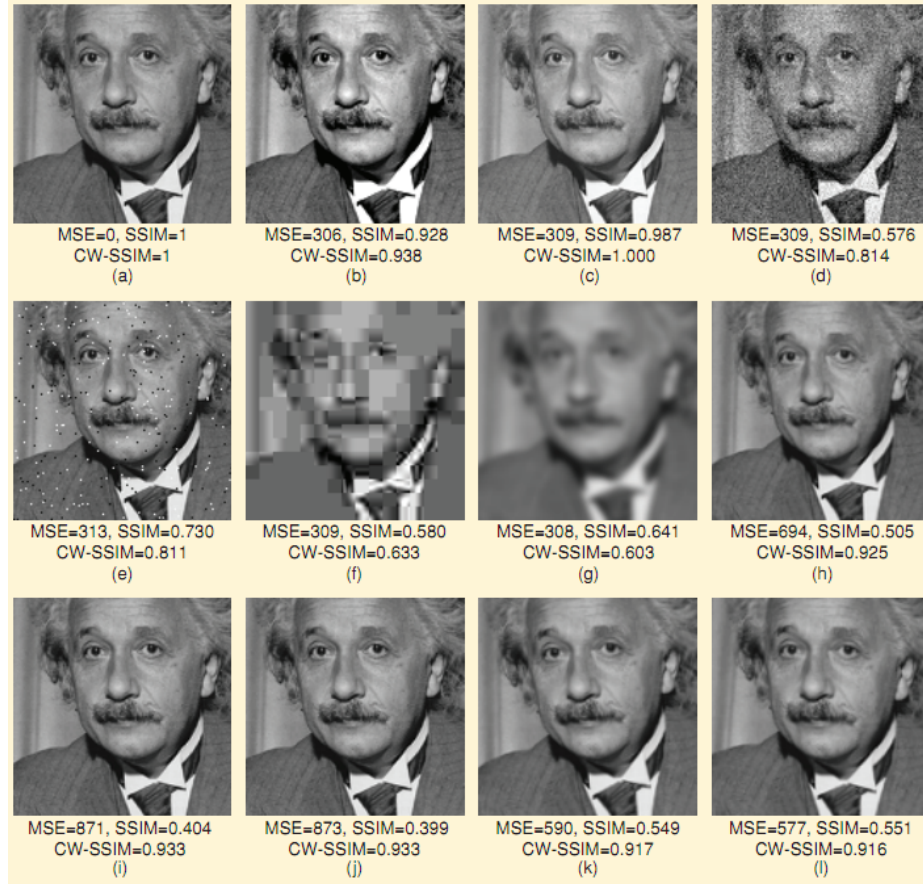 MSE=0, SSIM=1
CW-SSIM=1
(a)
MSE=306, SSIM=0.928
CW-SSIM=0.938
(b)
MSE=309, SSIM=0.987
CW-SSIM=1.000
(c)
MSE=309, SSIM=0.576
CW-SSIM=0.814
(d)
MSE=313, SSIM=0.730
CW-SSIM=0.811
(e)
MSE=309, SSIM=0.580
CW-SSIM=0.633
(f)
MSE=308, SSIM=0.641
CW-SSIM=0.603
(g)
MSE=694, SSIM=0.505
CW-SSIM=0.925
(h)
MSE=871, SSIM=0.404
CW-SSIM=0.933
(i)
MSE=873, SSIM=0.399
CW-SSIM=0.933
(j)
MSE=590, SSIM=0.549
CW-SSIM=0.917
(k)
MSE=577, SSIM=0.551
CW-SSIM=0.916
(l)